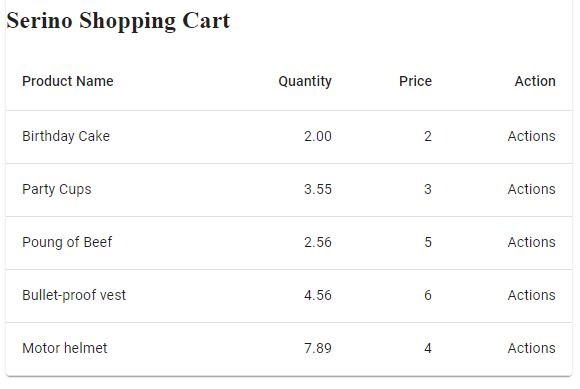 Serino Shopping Cart
Product Name Quantity Price Action
Birthday Cake 2.00 2 Actions
Party Cups 3.55 3 Actions
Poung of Beef 2.56 5 Actions
Bullet-proof vest 4.56 6 Actions
Motor helmet 7.89 4 Actions